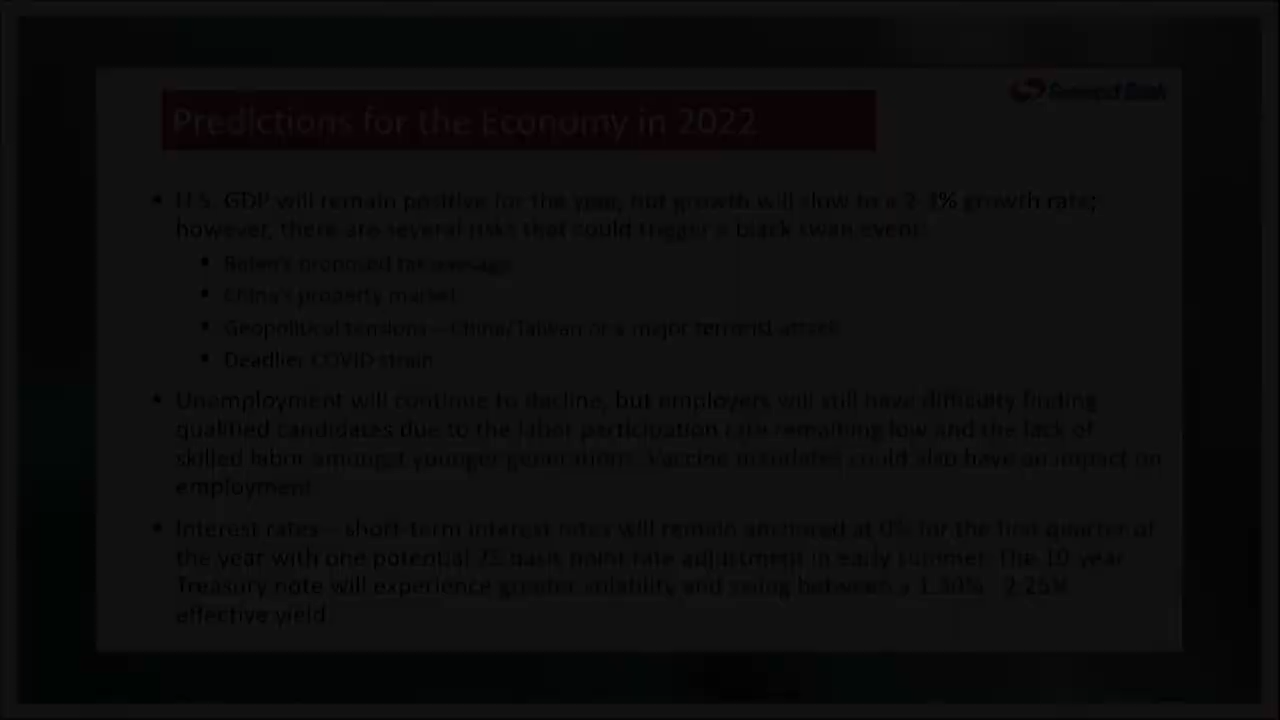 Predictions for the Economy in 2022
U.S. GDP will remain positive for the year, but growth will slow to a 2-3% growth rate;
however, there are several risks that could trigger a black swan event.
China's property market
Geopolitical tensions – China/Taiwan or a major terrorist attack
Deadlier COVID strain
Unemployment will continue to decline, but employers will still have difficulty finding
qualified candidates due to the labor participation rate remaining low and the lack of
skilled labor amongst younger generations. Vaccine mandates could also have an impact on
employment.
Interest rates – short-term interest rates will remain anchored at 0% for the first quarter of
the year with one potential 25 basis point rate adjustment in early summer. The 10-year
Treasury note will experience greater volatility and swing between a 1.30% - 2.25%
effective yield.